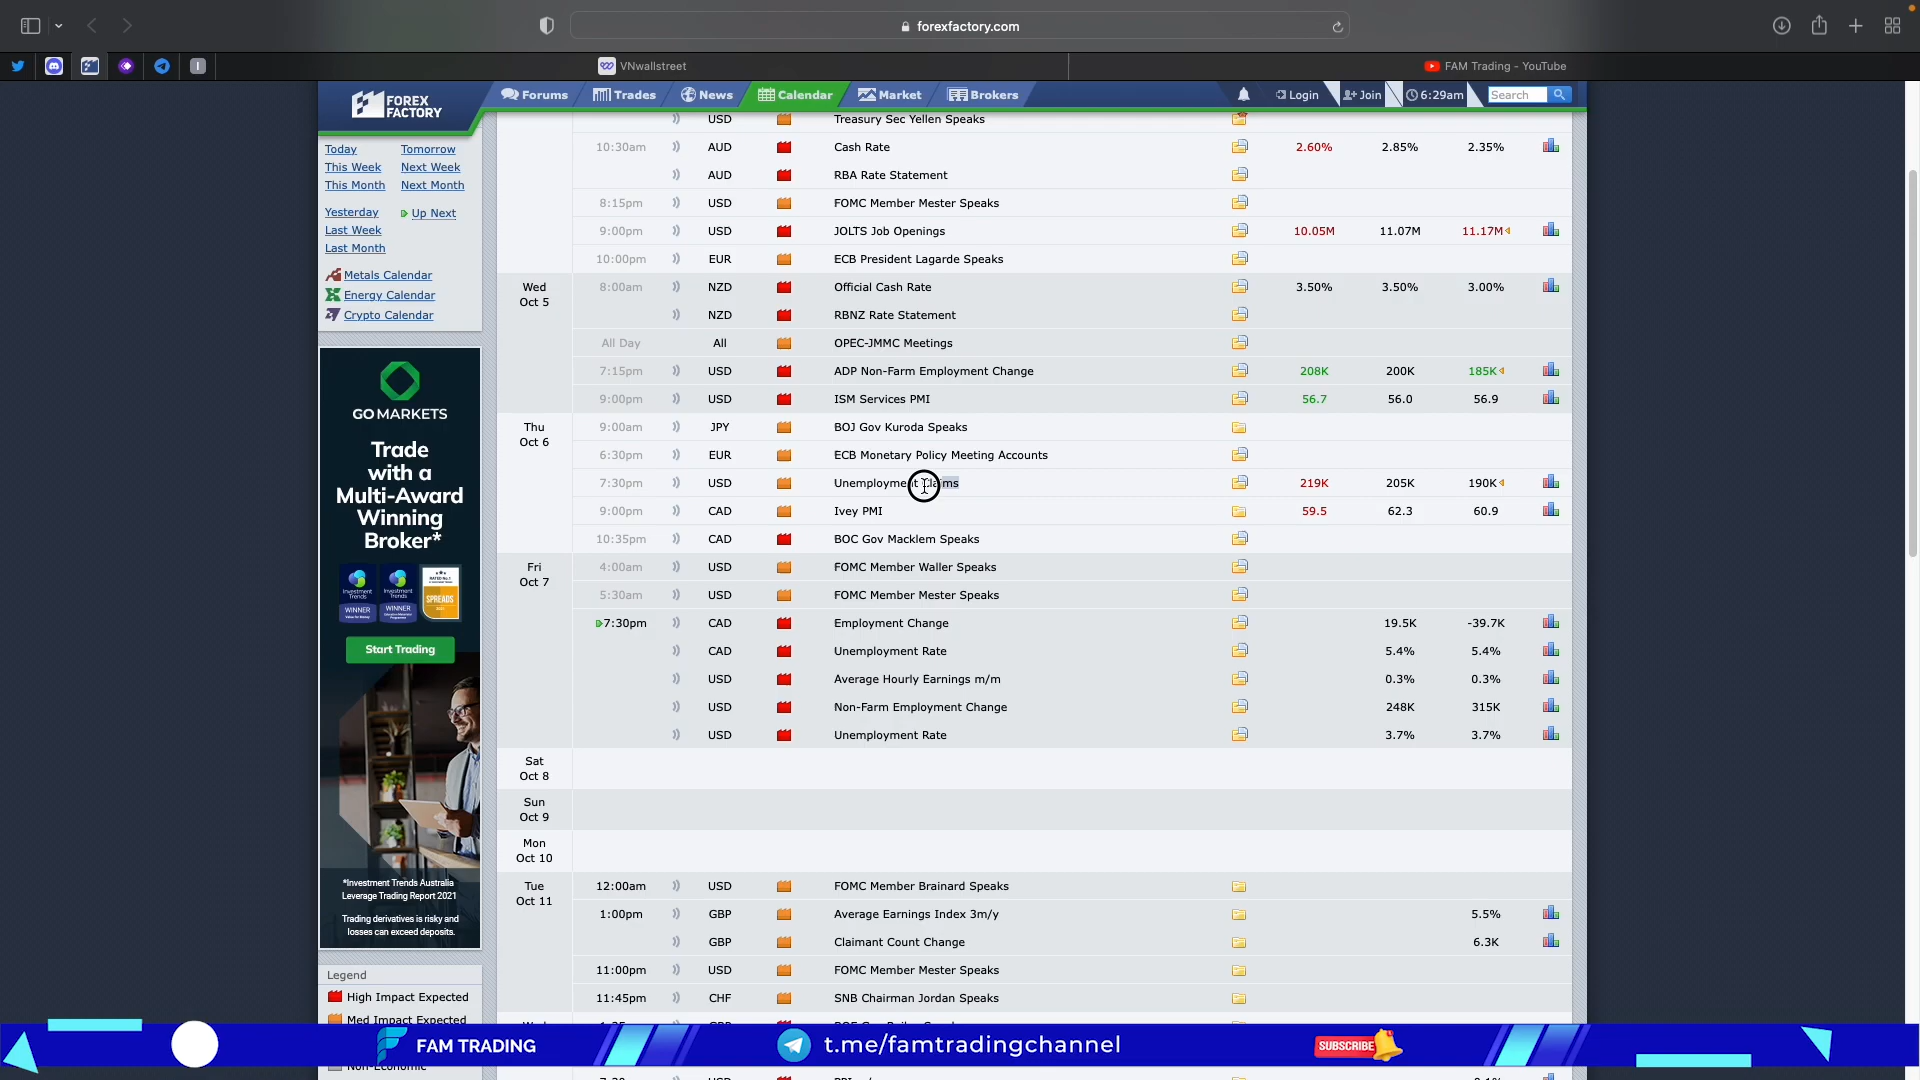 forexfactory.com
VNwallstreet
FAM Trading - YouTube
FOREX
FACTORY
Forums
Trades
News
Calendar
Market
Brokers
Login
Join
6:29am
Search
Today Tomorrow
This Week Next Week
This Month Next Month
Yesterday Up Next
Last Week
Last Month
Metals Calendar
Energy Calendar
Crypto Calendar
GO MARKETS
Trade
with a
Multi-Award
Winning
Broker*
Investment
Trends
WINNER
Investment
Trends
WINNER
SPREADS
Start Trading
*Investment Trends Australia
Leverage Trading Report 2021
Trading derivatives is risky and
losses can exceed deposits.
Legend
High Impact Expected
Med Impact Expected
Non-Economic
USD Treasury Sec Yellen Speaks
10:30am AUD Cash Rate 2.60% 2.85% 2.35%
AUD RBA Rate Statement
8:15pm USD FOMC Member Mester Speaks
9:00pm USD JOLTS Job Openings 10.05M 11.07M 11.17M
10:00pm EUR ECB President Lagarde Speaks
Wed
Oct 5
8:00am NZD Official Cash Rate 3.50% 3.50% 3.00%
NZD RBNZ Rate Statement
All Day All OPEC-JMMC Meetings
7:15pm USD ADP Non-Farm Employment Change 208K 200K 185K
9:00pm USD ISM Services PMI 56.7 56.0 56.9
Thu
Oct 6
9:00am JPY BOJ Gov Kuroda Speaks
6:30pm EUR ECB Monetary Policy Meeting Accounts
7:30pm USD Unemployment Claims 219K 205K 190K
9:00pm CAD Ivey PMI 59.5 62.3 60.9
10:35pm CAD BOC Gov Macklem Speaks
Fri
Oct 7
4:00am USD FOMC Member Waller Speaks
5:30am USD FOMC Member Mester Speaks
7:30pm CAD Employment Change 19.5K -39.7K
CAD Unemployment Rate 5.4% 5.4%
USD Average Hourly Earnings m/m 0.3% 0.3%
USD Non-Farm Employment Change 248K 315K
USD Unemployment Rate 3.7% 3.7%
Sat
Oct 8
Sun
Oct 9
Mon
Oct 10
Tue
Oct 11
12:00am USD FOMC Member Brainard Speaks
1:00pm GBP Average Earnings Index 3m/y 5.5%
GBP Claimant Count Change 6.3K
11:00pm USD FOMC Member Mester Speaks
11:45pm CHF SNB Chairman Jordan Speaks
FAM TRADING
t.me/famtradingchannel
SUBSCRIBE